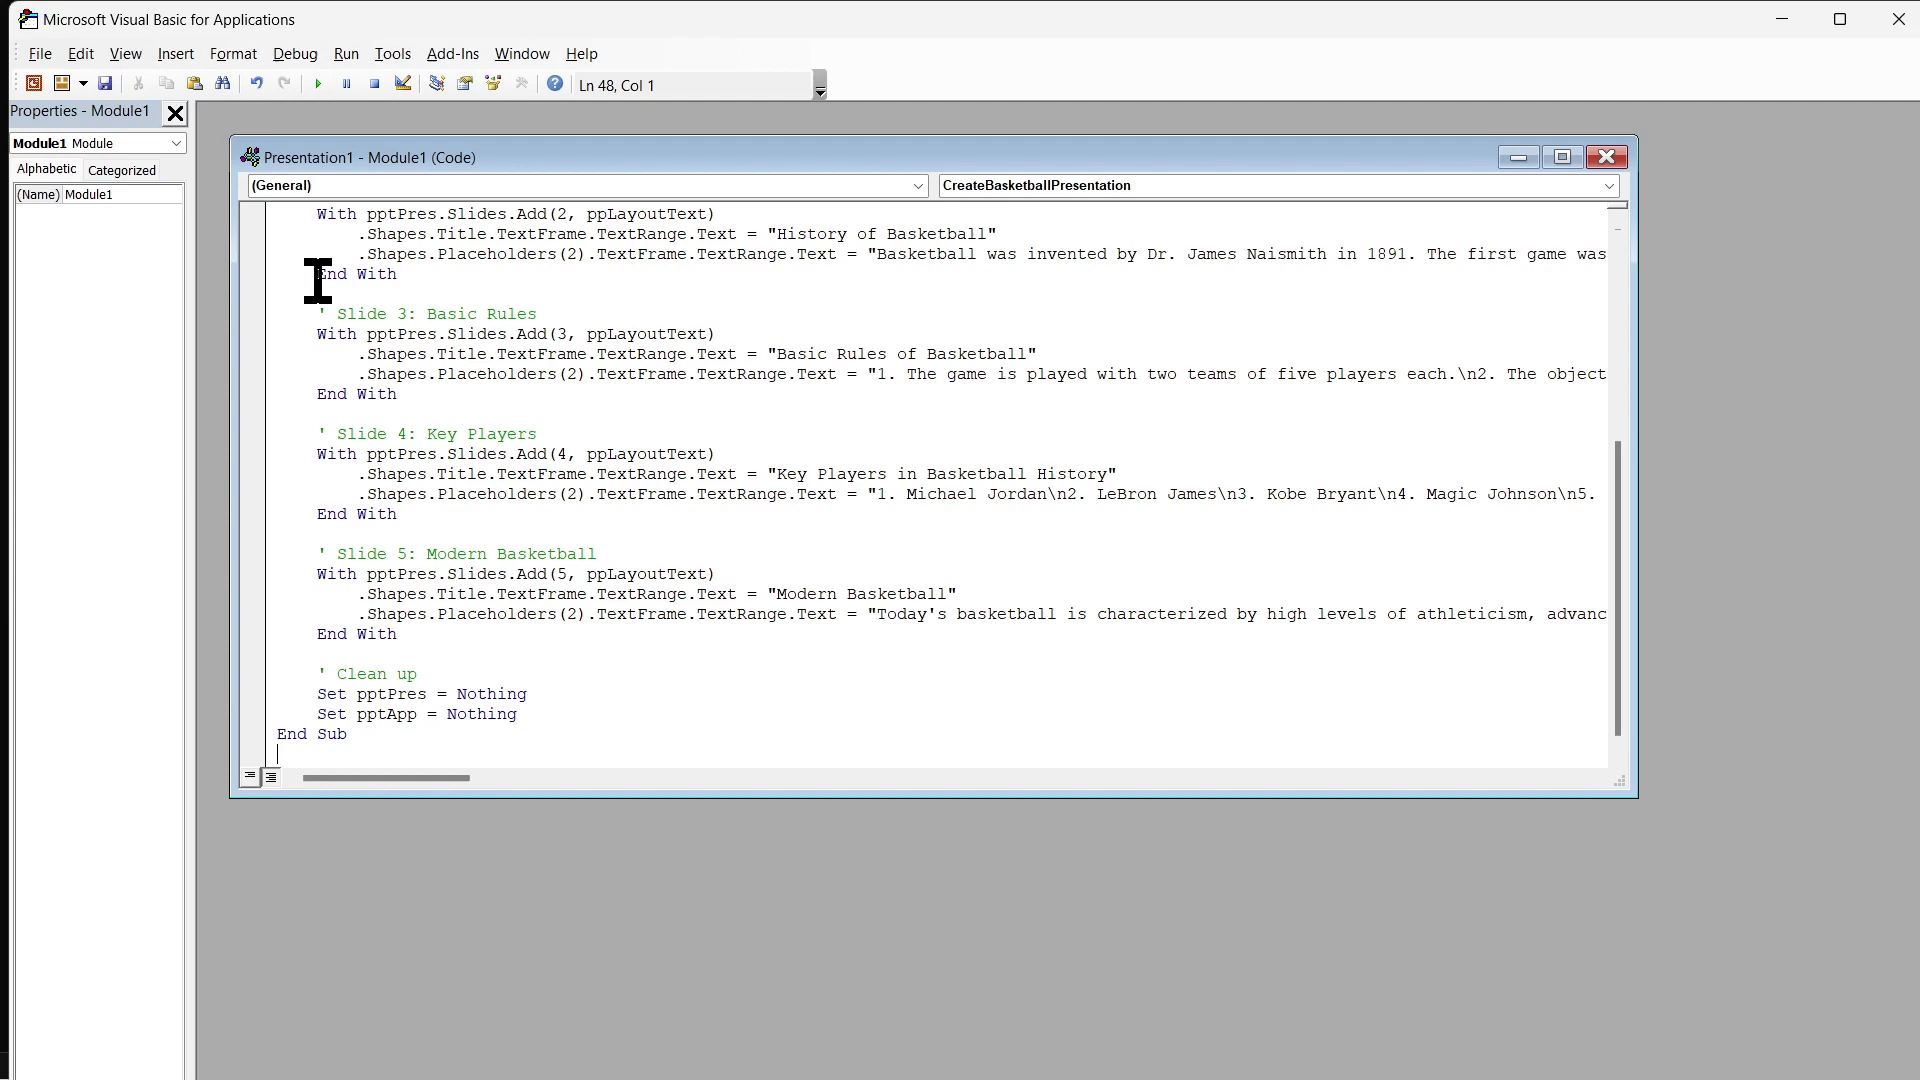 Microsoft Visual Basic for Applications
File Edit View Insert Format Debug Run Tools Add-Ins Window Help
Ln 48, Col 1
Properties - Module1
Module1 Module
Alphabetic Categorized
(Name) Module1
Presentation1 - Module1 (Code)
(General) CreateBasketballPresentation
With pptPres.Slides.Add(2, ppLayoutText)
.Shapes.Title.TextFrame.TextRange.Text = "History of Basketball"
.Shapes.Placeholders(2).TextFrame.TextRange.Text = "Basketball was invented by Dr. James Naismith in 1891. The first game was
End With
' Slide 3: Basic Rules
With pptPres.Slides.Add(3, ppLayoutText)
.Shapes.Title.TextFrame.TextRange.Text = "Basic Rules of Basketball"
.Shapes.Placeholders(2).TextFrame.TextRange.Text = "1. The game is played with two teams of five players each.\n2. The object
End With
' Slide 4: Key Players
With pptPres.Slides.Add(4, ppLayoutText)
.Shapes.Title.TextFrame.TextRange.Text = "Key Players in Basketball History"
.Shapes.Placeholders(2).TextFrame.TextRange.Text = "1. Michael Jordan\n2. LeBron James\n3. Kobe Bryant\n4. Magic Johnson\n5.
End With
' Slide 5: Modern Basketball
With pptPres.Slides.Add(5, ppLayoutText)
.Shapes.Title.TextFrame.TextRange.Text = "Modern Basketball"
.Shapes.Placeholders(2).TextFrame.TextRange.Text = "Today's basketball is characterized by high levels of athleticism, advanc
End With
' Clean up
Set pptPres = Nothing
Set pptApp = Nothing
End Sub